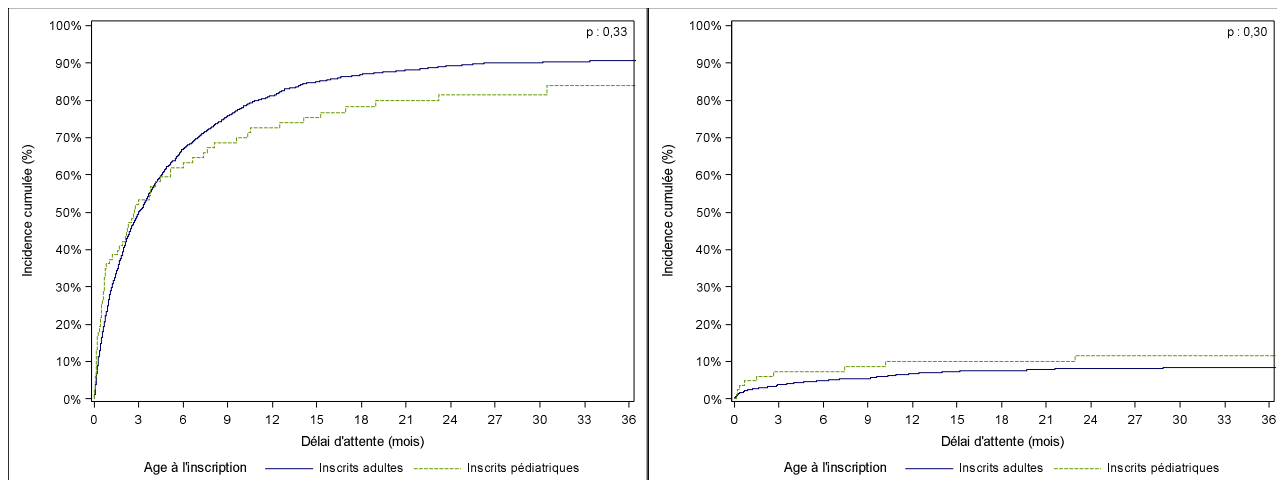 p : 0,33
100%
90%
80%
70%
60%
50%
40%
30%
20%
10%
0%
Incidence cumulée (%)
0 3 6 9 12 15 18 21 24 27 30 33 36
Délai d'attente (mois)
Age à l'inscription Inscrits adultes Inscrits pédiatriques
p : 0,30
100%
90%
80%
70%
60%
50%
40%
30%
20%
10%
0%
Incidence cumulée (%)
0 3 6 9 12 15 18 21 24 27 30 33 36
Délai d'attente (mois)
Age à l'inscription Inscrits adultes Inscrits pédiatriques